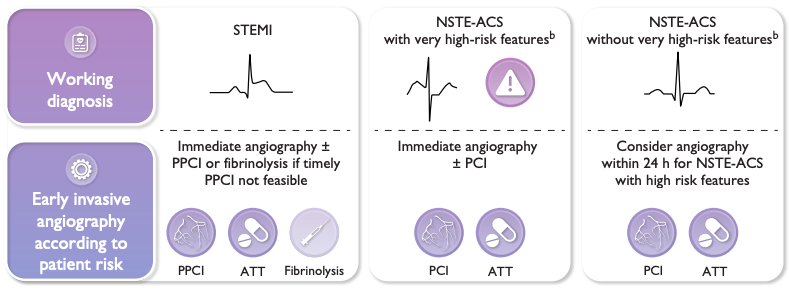 Working
diagnosis
STEMI
NSTE-ACS
with very high-risk featuresᵇ
NSTE-ACS
without very high-risk featuresᵇ
Early invasive
angiography
according to
patient risk
Immediate angiography ±
PPCI or fibrinolysis if timely
PPCI not feasible
PPCI
ATT
Fibrinolysis
Immediate angiography
± PCI
PCI
ATT
Consider angiography
within 24 h for NSTE-ACS
with high risk features
PCI
ATT